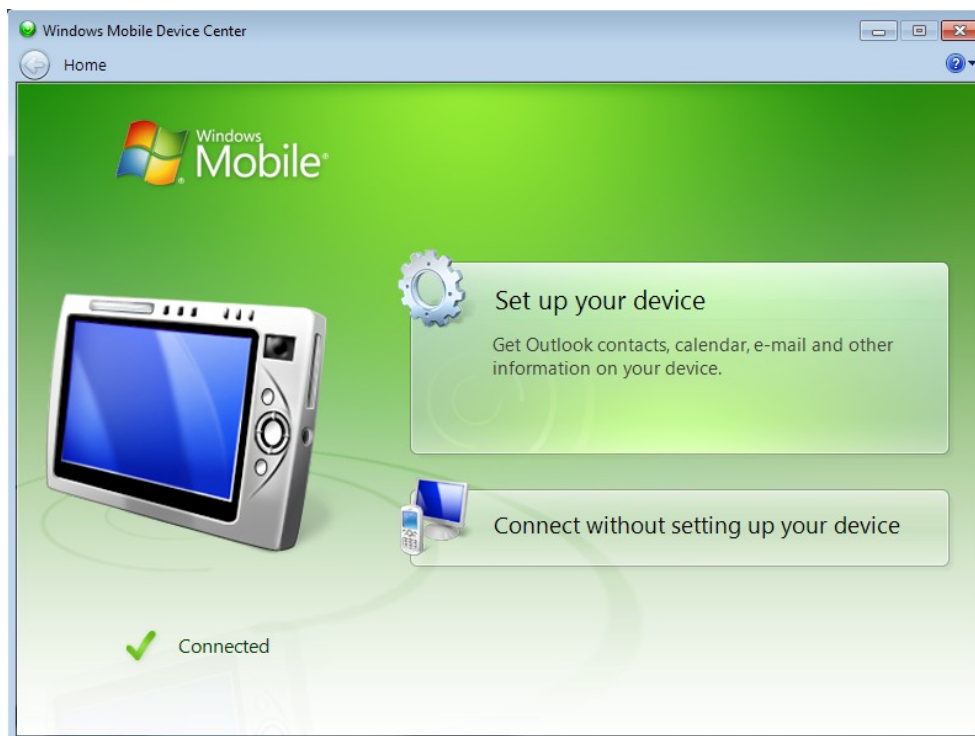 Windows Mobile Device Center
Home
Windows
Mobile®
Set up your device
Get Outlook contacts, calendar, e-mail and other
information on your device.
Connect without setting up your device
Connected